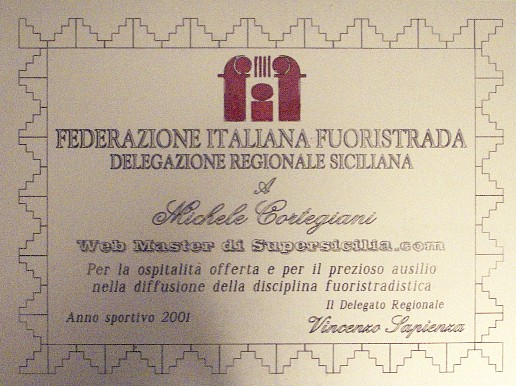 fif
FEDERAZIONE ITALIANA FUORISTRADA
DELEGAZIONE REGIONALE SICILIANA
A
Michele Cortegiani
Web Master di Supersicilia.com
Per la ospitalità offerta e per il prezioso ausilio
nella diffusione della disciplina fuoristradistica
Il Delegato Regionale
Anno sportivo 2001
Vincenzo Sapienza